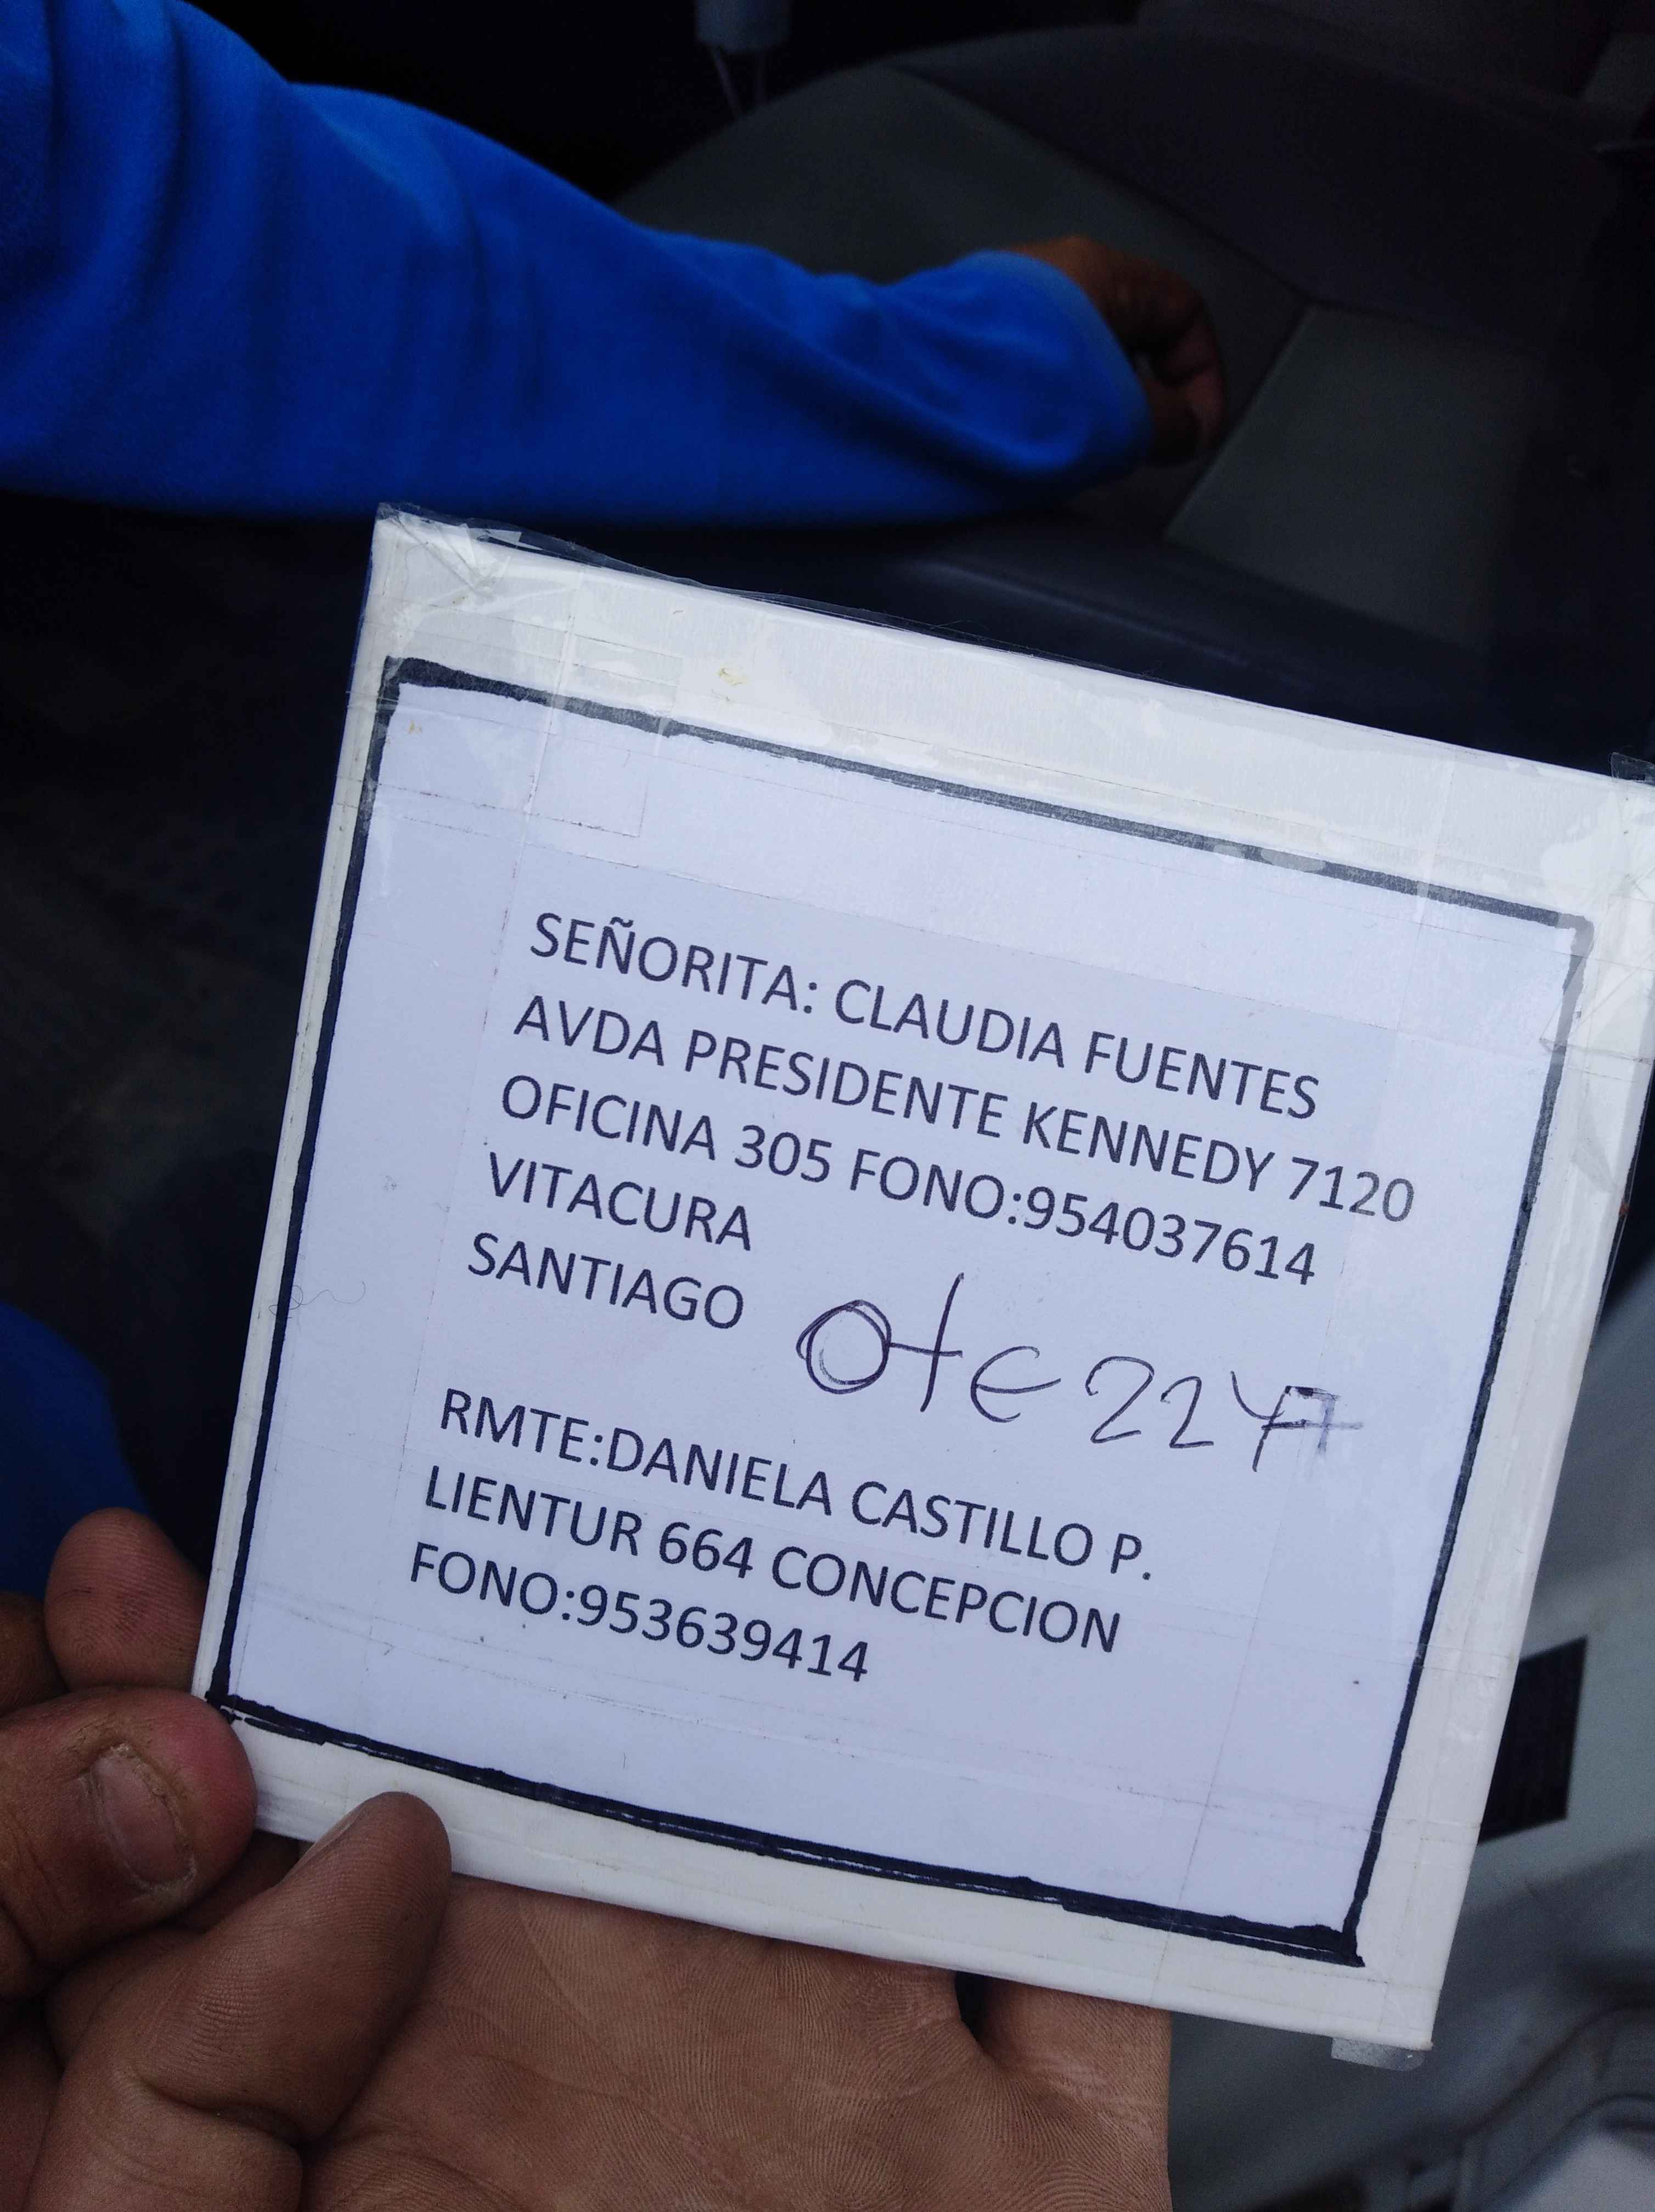 SEÑORITA: CLAUDIA FUENTES
AVDA PRESIDENTE KENNEDY 7120
OFICINA 305 FONO:954037614
VITACURA
SANTIAGO
Ote 2247
RMTE:DANIELA CASTILLO P.
LIENTUR 664 CONCEPCION
FONO:953639414